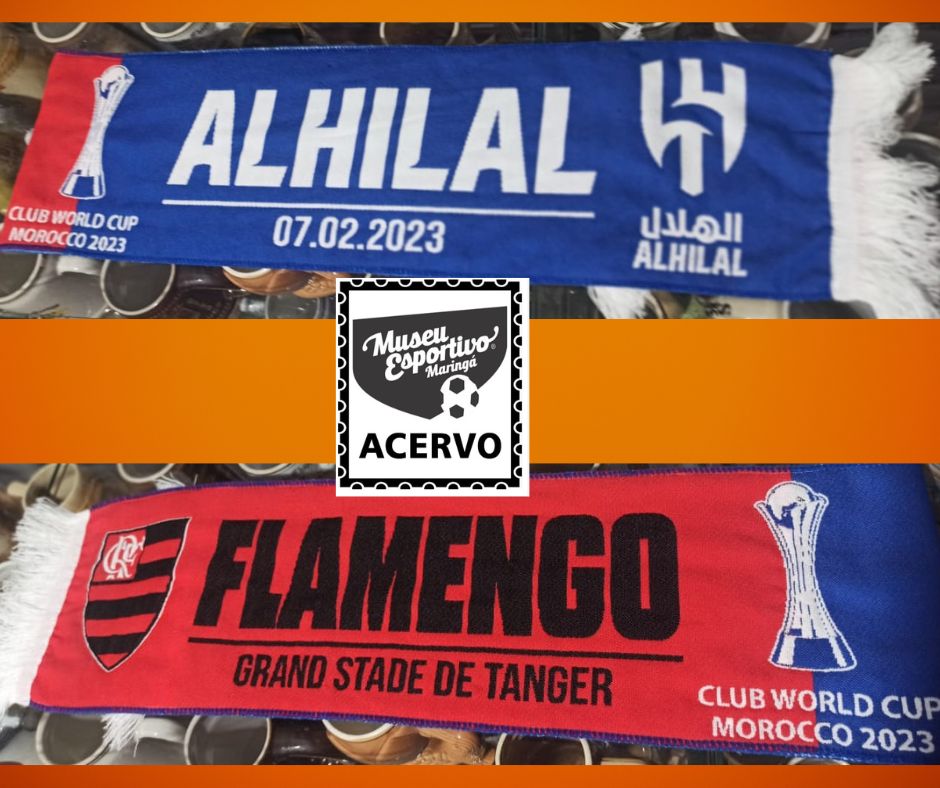 ALHILAL
07.02.2023
CLUB WORLD CUP
MOROCCO 2023
الهلال
ALHILAL
Museu
Esportivo®
Maringá
ACERVO
FLAMENGO
GRAND STADE DE TANGER
CLUB WORLD CUP
MOROCCO 2023